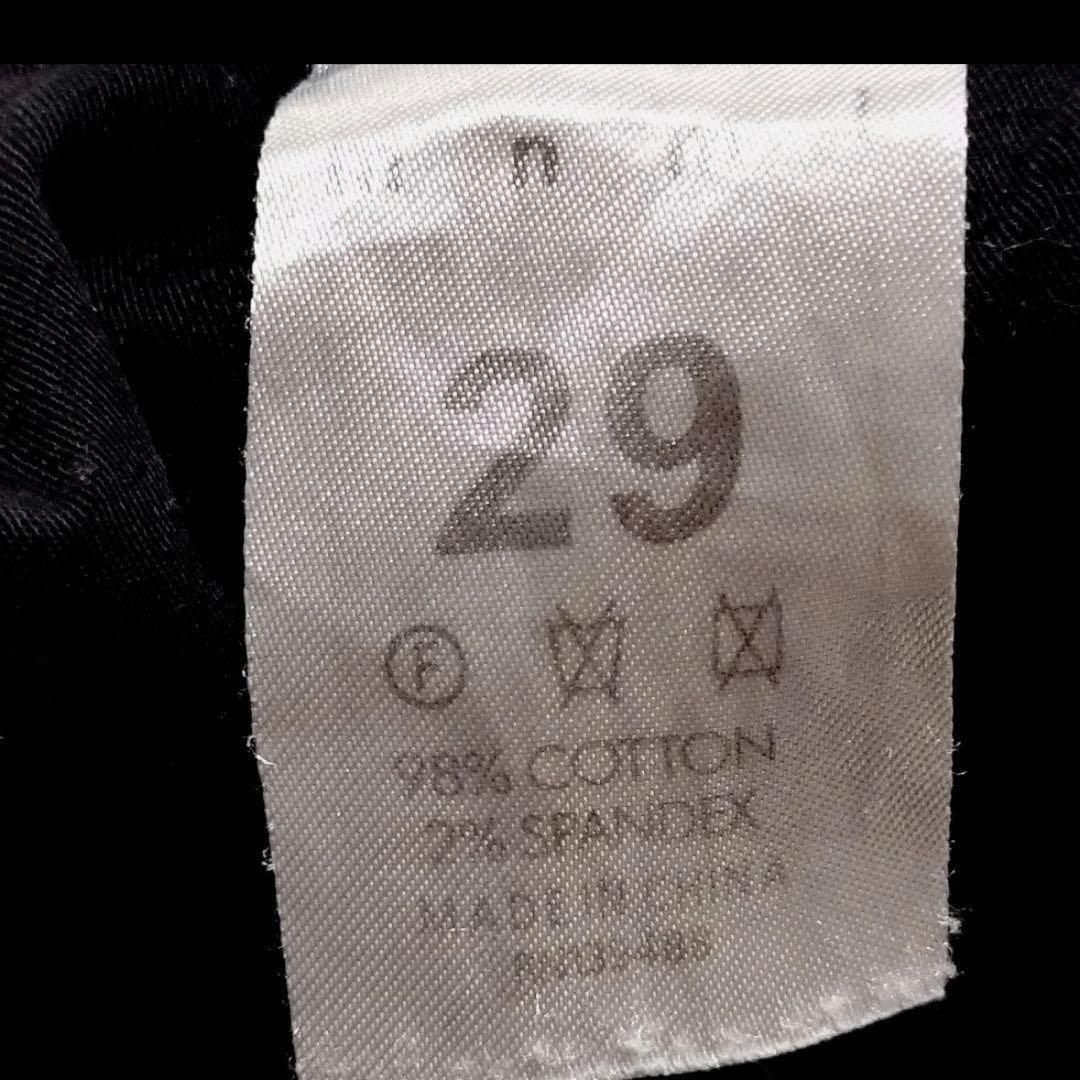 n
29
F
98% COTTON
2% SPANDEX
MADE IN CHINA